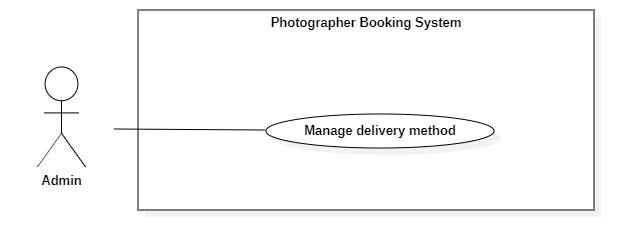 Photographer Booking System
Manage delivery method
Admin